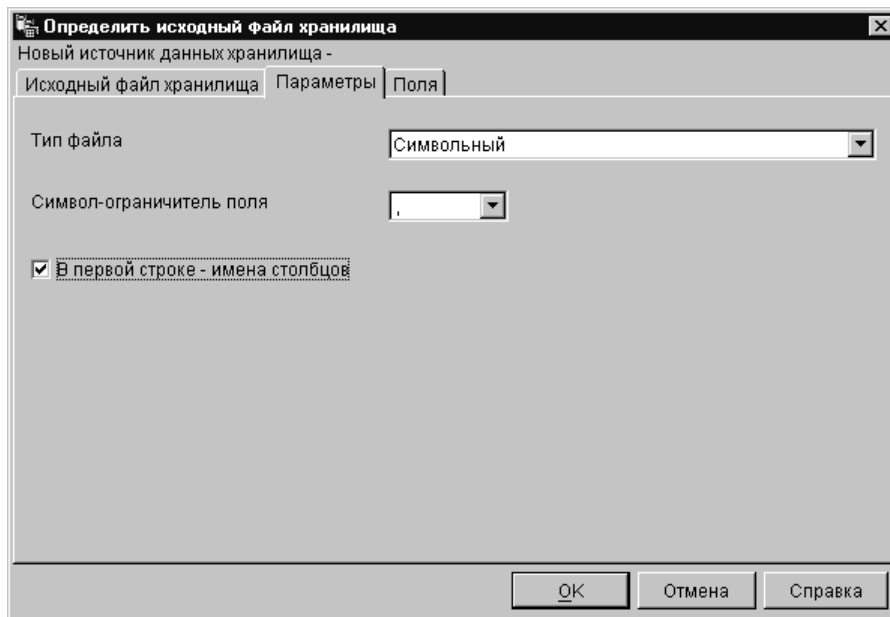 Определить исходный файл хранилища
Новый источник данных хранилища -
Исходный файл хранилища Параметры Поля
Тип файла Символьный
Символ-ограничитель поля ,
В первой строке - имена столбцов
OK Отмена Справка